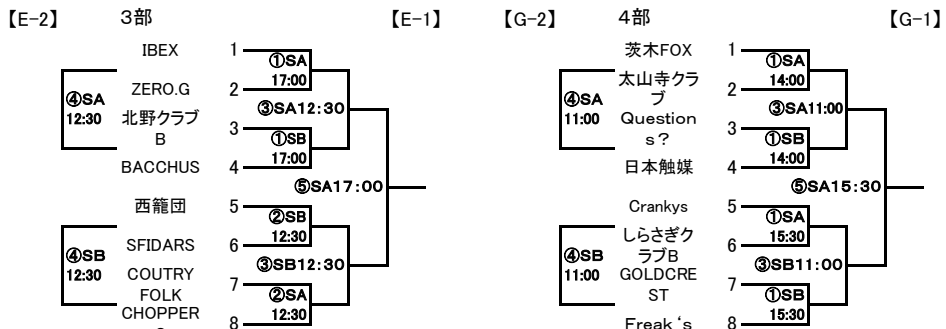 【E-2】 3部 【E-1】
IBEX 1
①SA
17:00
ZERO.G 2
④SA
12:30
③SA12:30
北野クラブ
B
3
①SB
17:00
BACCHUS 4
⑤SA17:00
西籠団 5
②SB
12:30
SFIDARS 6
④SB
12:30
③SB12:30
COUTRY
FOLK
7
②SA
12:30
CHOPPER
8
【G-2】 4部 【G-1】
茨木FOX 1
①SA
14:00
太山寺クラ
ブ
2
④SA
11:00
③SA11:00
Question
s?
3
①SB
14:00
日本触媒 4
⑤SA15:30
Crankys 5
①SA
15:30
しらさぎク
ラブB
6
④SB
11:00
③SB11:00
GOLDCRE
ST
7
①SB
15:30
Freak's 8